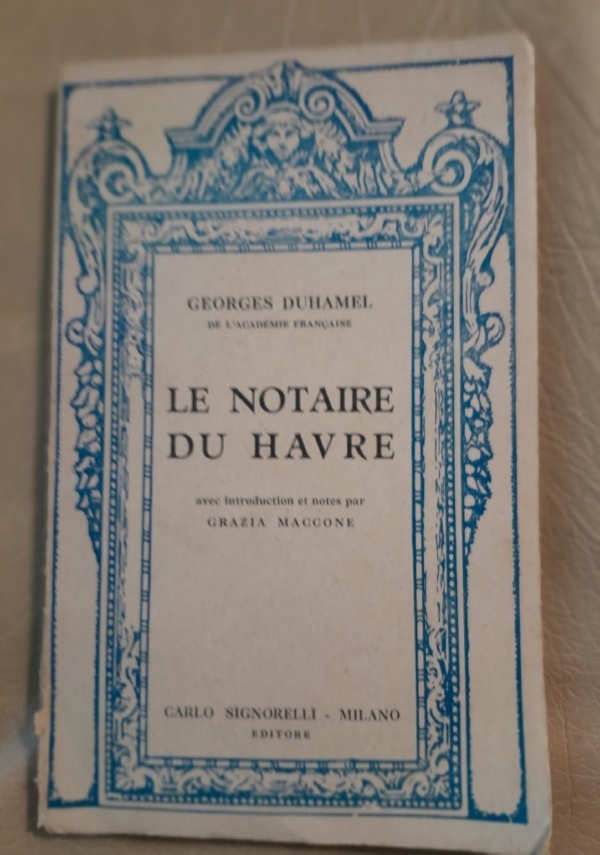 GEORGES DUHAMEL
DE L'ACADÉMIE FRANÇAISE
LE NOTAIRE
DU HAVRE
avec introduction et notes par
GRAZIA MACCONE
CARLO SIGNORELLI - MILANO
EDITORE